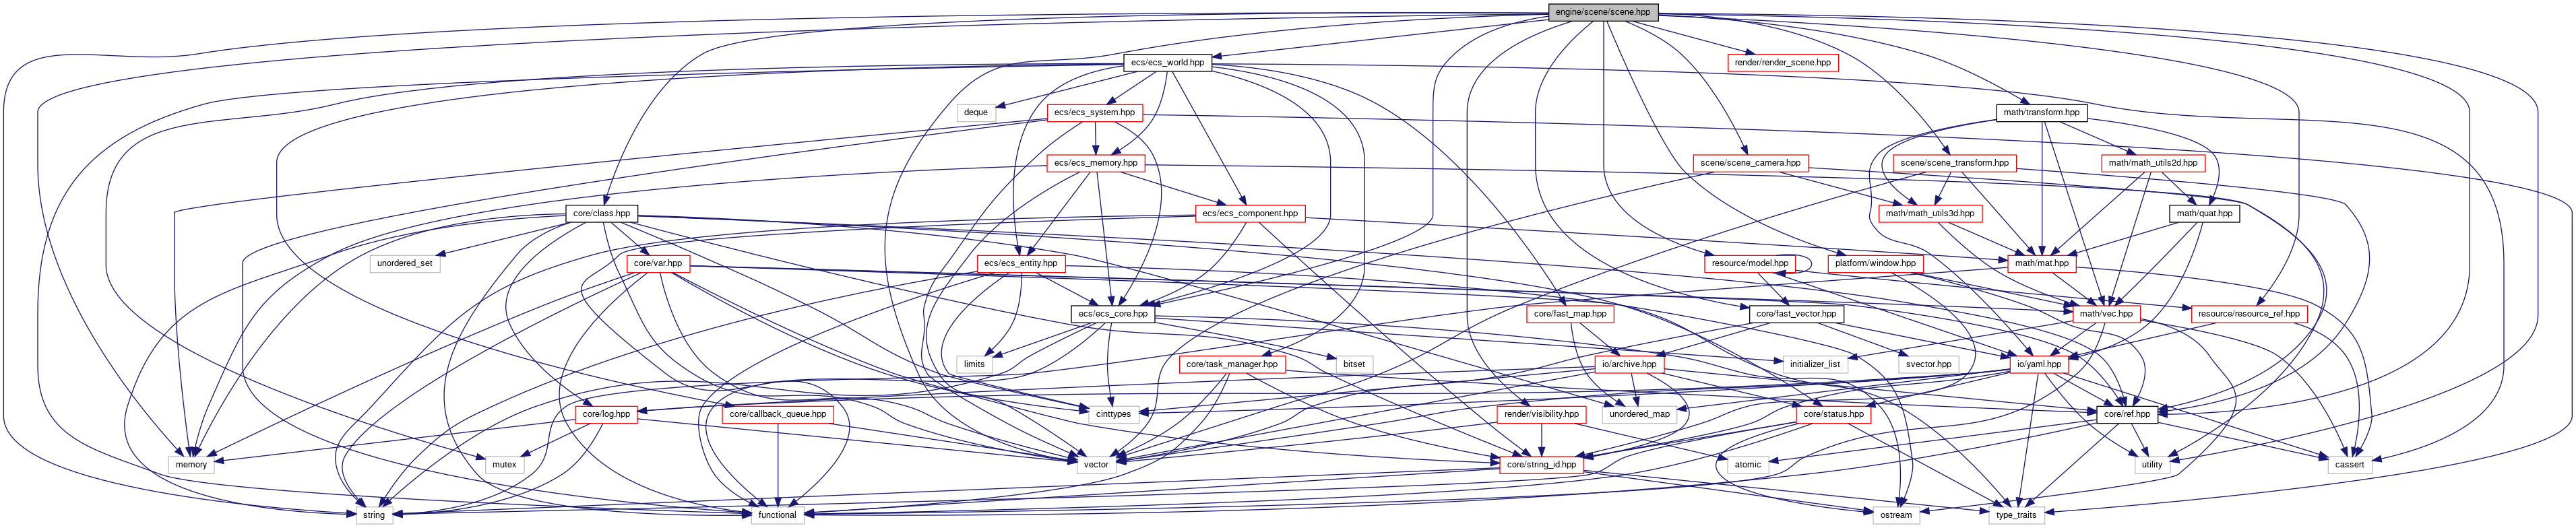 engine/scene/scene.hpp
ecs/ecs_world.hpp
render/render_scene.hpp
deque
ecs/ecs_system.hpp
math/transform.hpp
ecs/ecs_memory.hpp
scene/scene_camera.hpp
scene/scene_transform.hpp
math/math_utils2d.hpp
core/class.hpp
ecs/ecs_component.hpp
math/math_utils3d.hpp
math/quat.hpp
unordered_set
core/var.hpp
ecs/ecs_entity.hpp
resource/model.hpp
platform/window.hpp
math/mat.hpp
ecs/ecs_core.hpp
core/fast_map.hpp
core/fast_vector.hpp
math/vec.hpp
resource/resource_ref.hpp
limits
core/task_manager.hpp
bitset
io/archive.hpp
initializer_list
svector.hpp
io/yaml.hpp
core/log.hpp
core/callback_queue.hpp
cinttypes
render/visibility.hpp
unordered_map
core/status.hpp
core/ref.hpp
memory
mutex
vector
core/string_id.hpp
atomic
utility
cassert
string
functional
ostream
type_traits